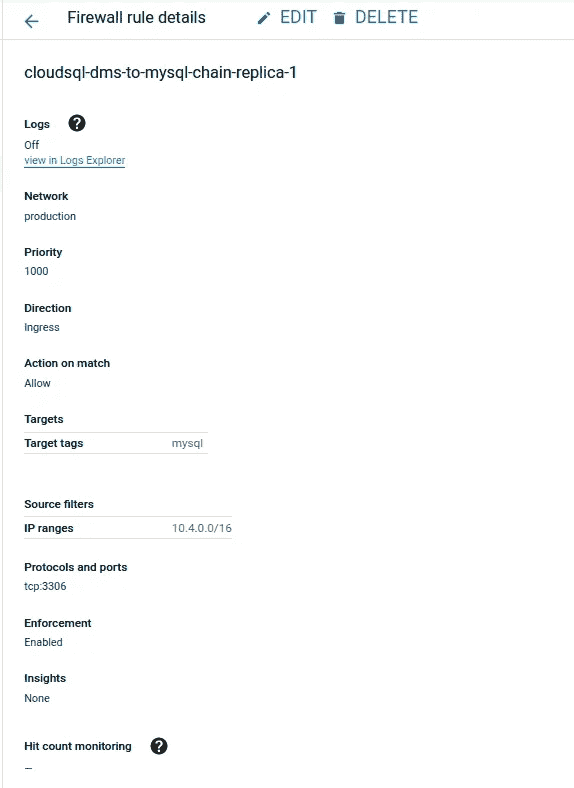 Firewall rule details EDIT DELETE
cloudsql-dms-to-mysql-chain-replica-1
Logs ?
Off
view in Logs Explorer
Network
production
Priority
1000
Direction
Ingress
Action on match
Allow
Targets
Target tags mysql
Source filters
IP ranges 10.4.0.0/16
Protocols and ports
tcp:3306
Enforcement
Enabled
Insights
None
Hit count monitoring ?
—